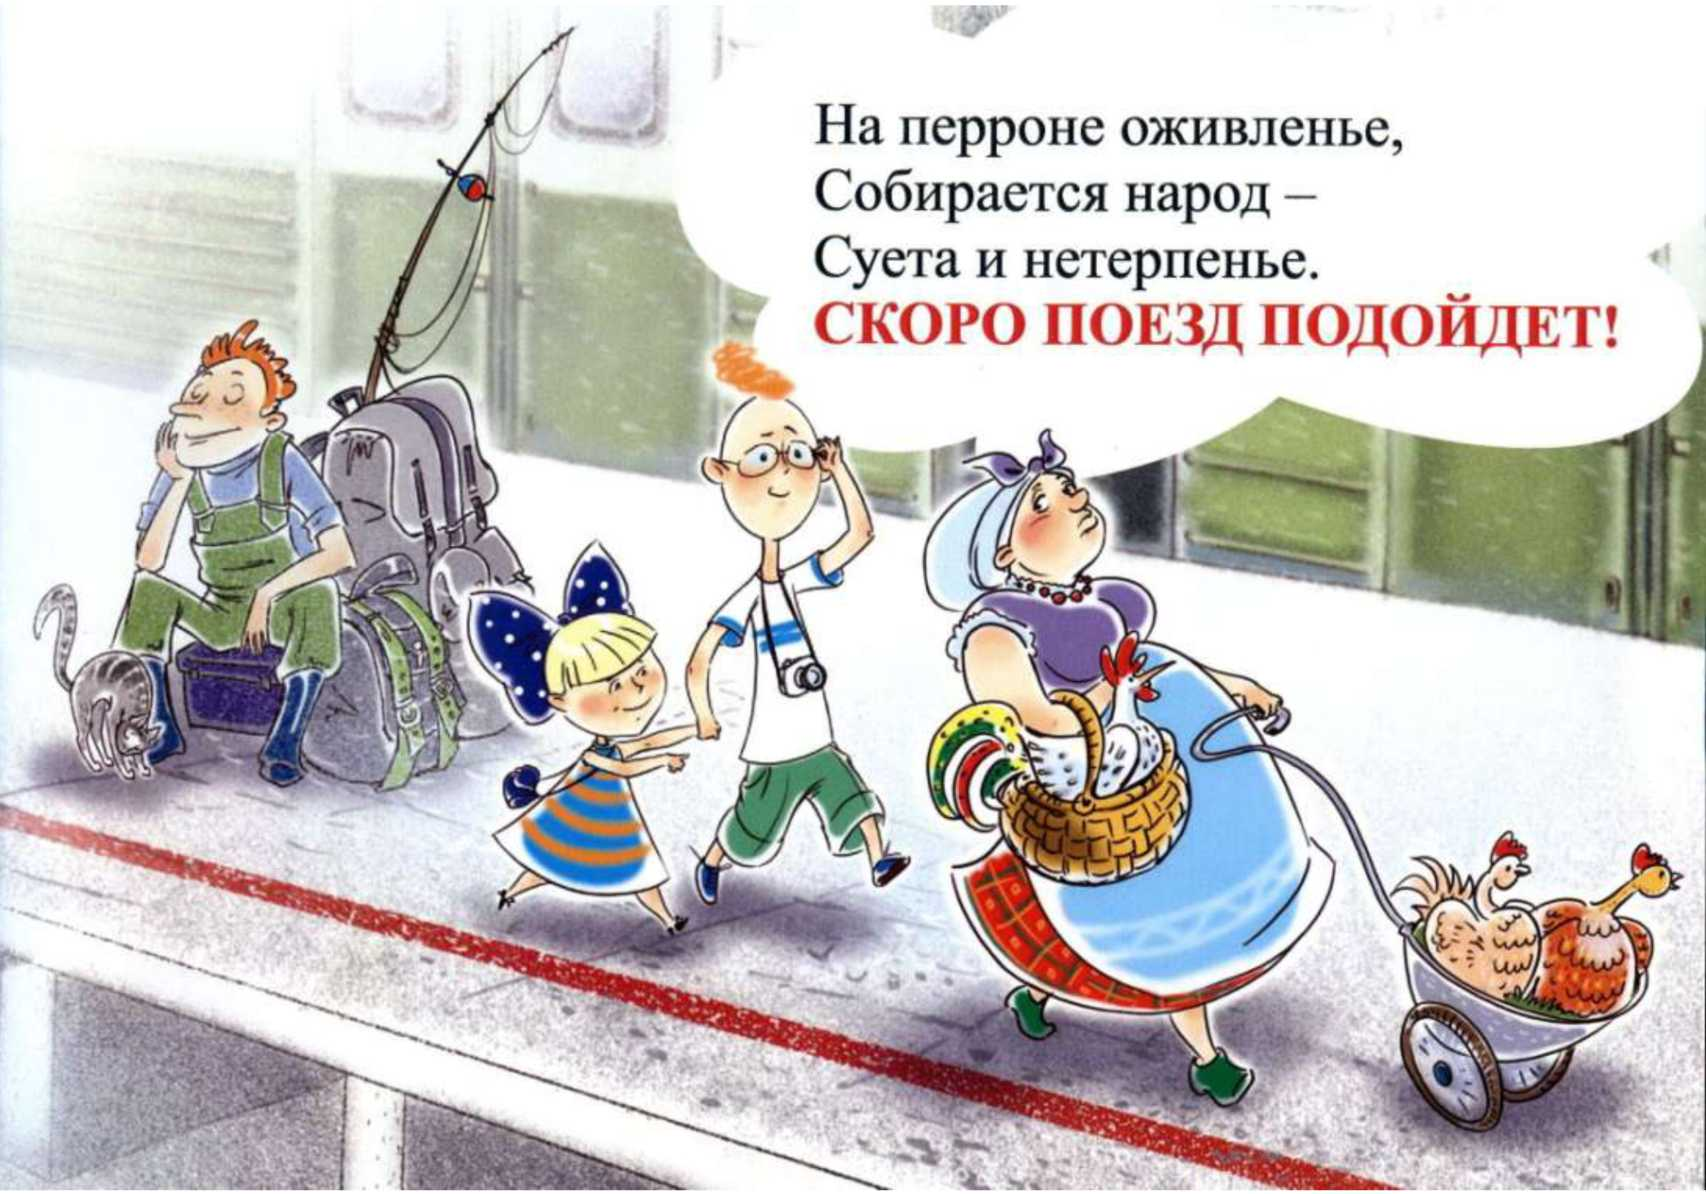 На перроне оживленье,
Собирается народ –
Суета и нетерпенье.
СКОРО ПОЕЗД ПОДОЙДЕТ!